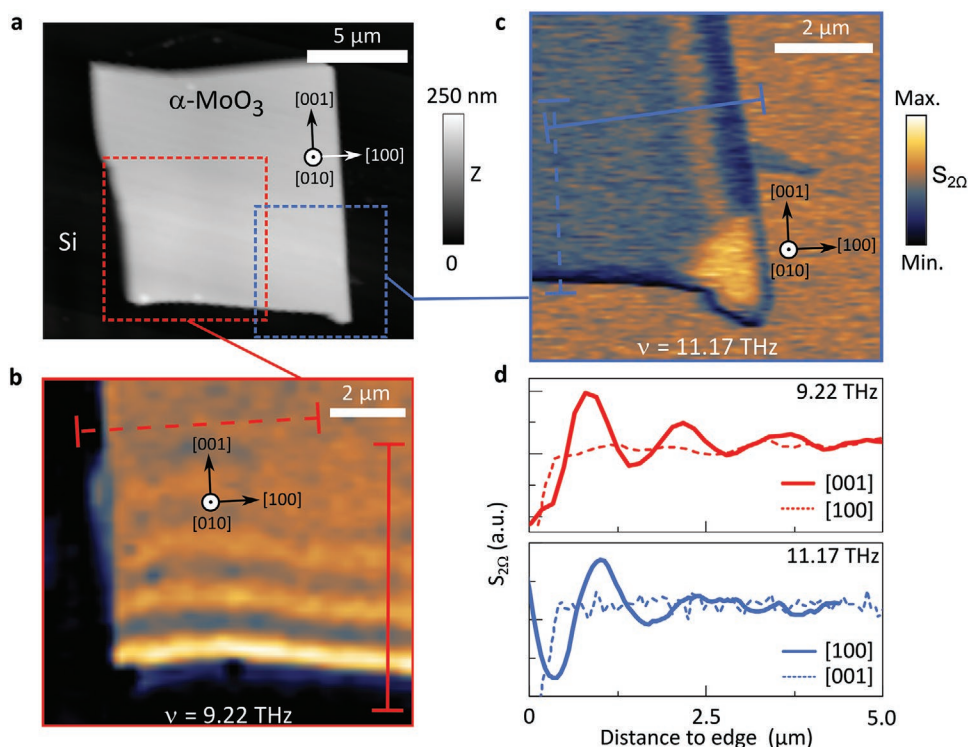 a
5 µm
α-MoO3
[001]
[100]
[010]
Si
250 nm
Z
0
c
2 µm
[001]
[100]
[010]
ν = 11.17 THz
Max.
S2Ω
Min.
b
2 µm
[001]
[100]
[010]
ν = 9.22 THz
d
9.22 THz
[001]
[100]
11.17 THz
[100]
[001]
S2Ω (a.u.)
0 2.5 5.0
Distance to edge (µm)